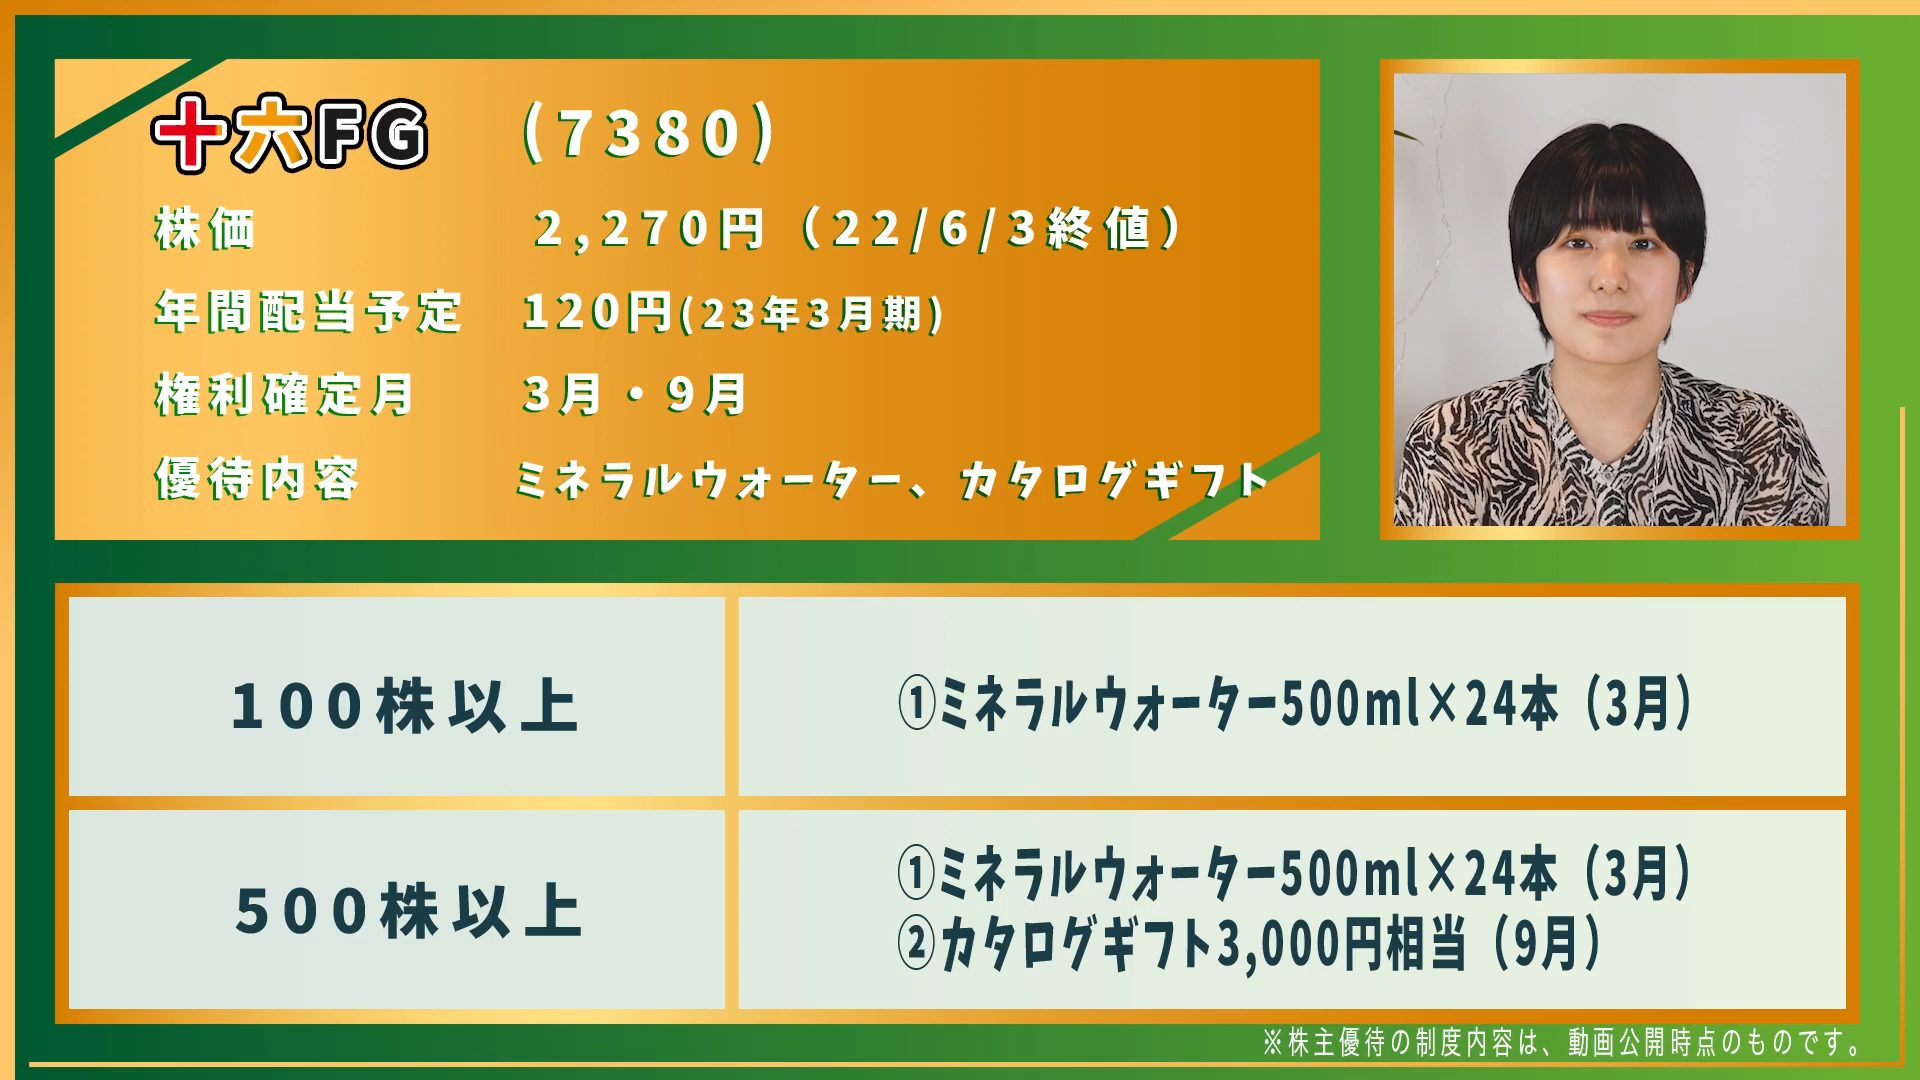 十六FG (7380)
株価 2,270円（22/6/3終値）
年間配当予定 120円(23年3月期)
権利確定月 3月・9月
優待内容 ミネラルウォーター、カタログギフト
100株以上 ①ミネラルウォーター500ml×24本（3月）
500株以上 ①ミネラルウォーター500ml×24本（3月）
②カタログギフト3,000円相当（9月）
※株主優待の制度内容は、動画公開時点のものです。